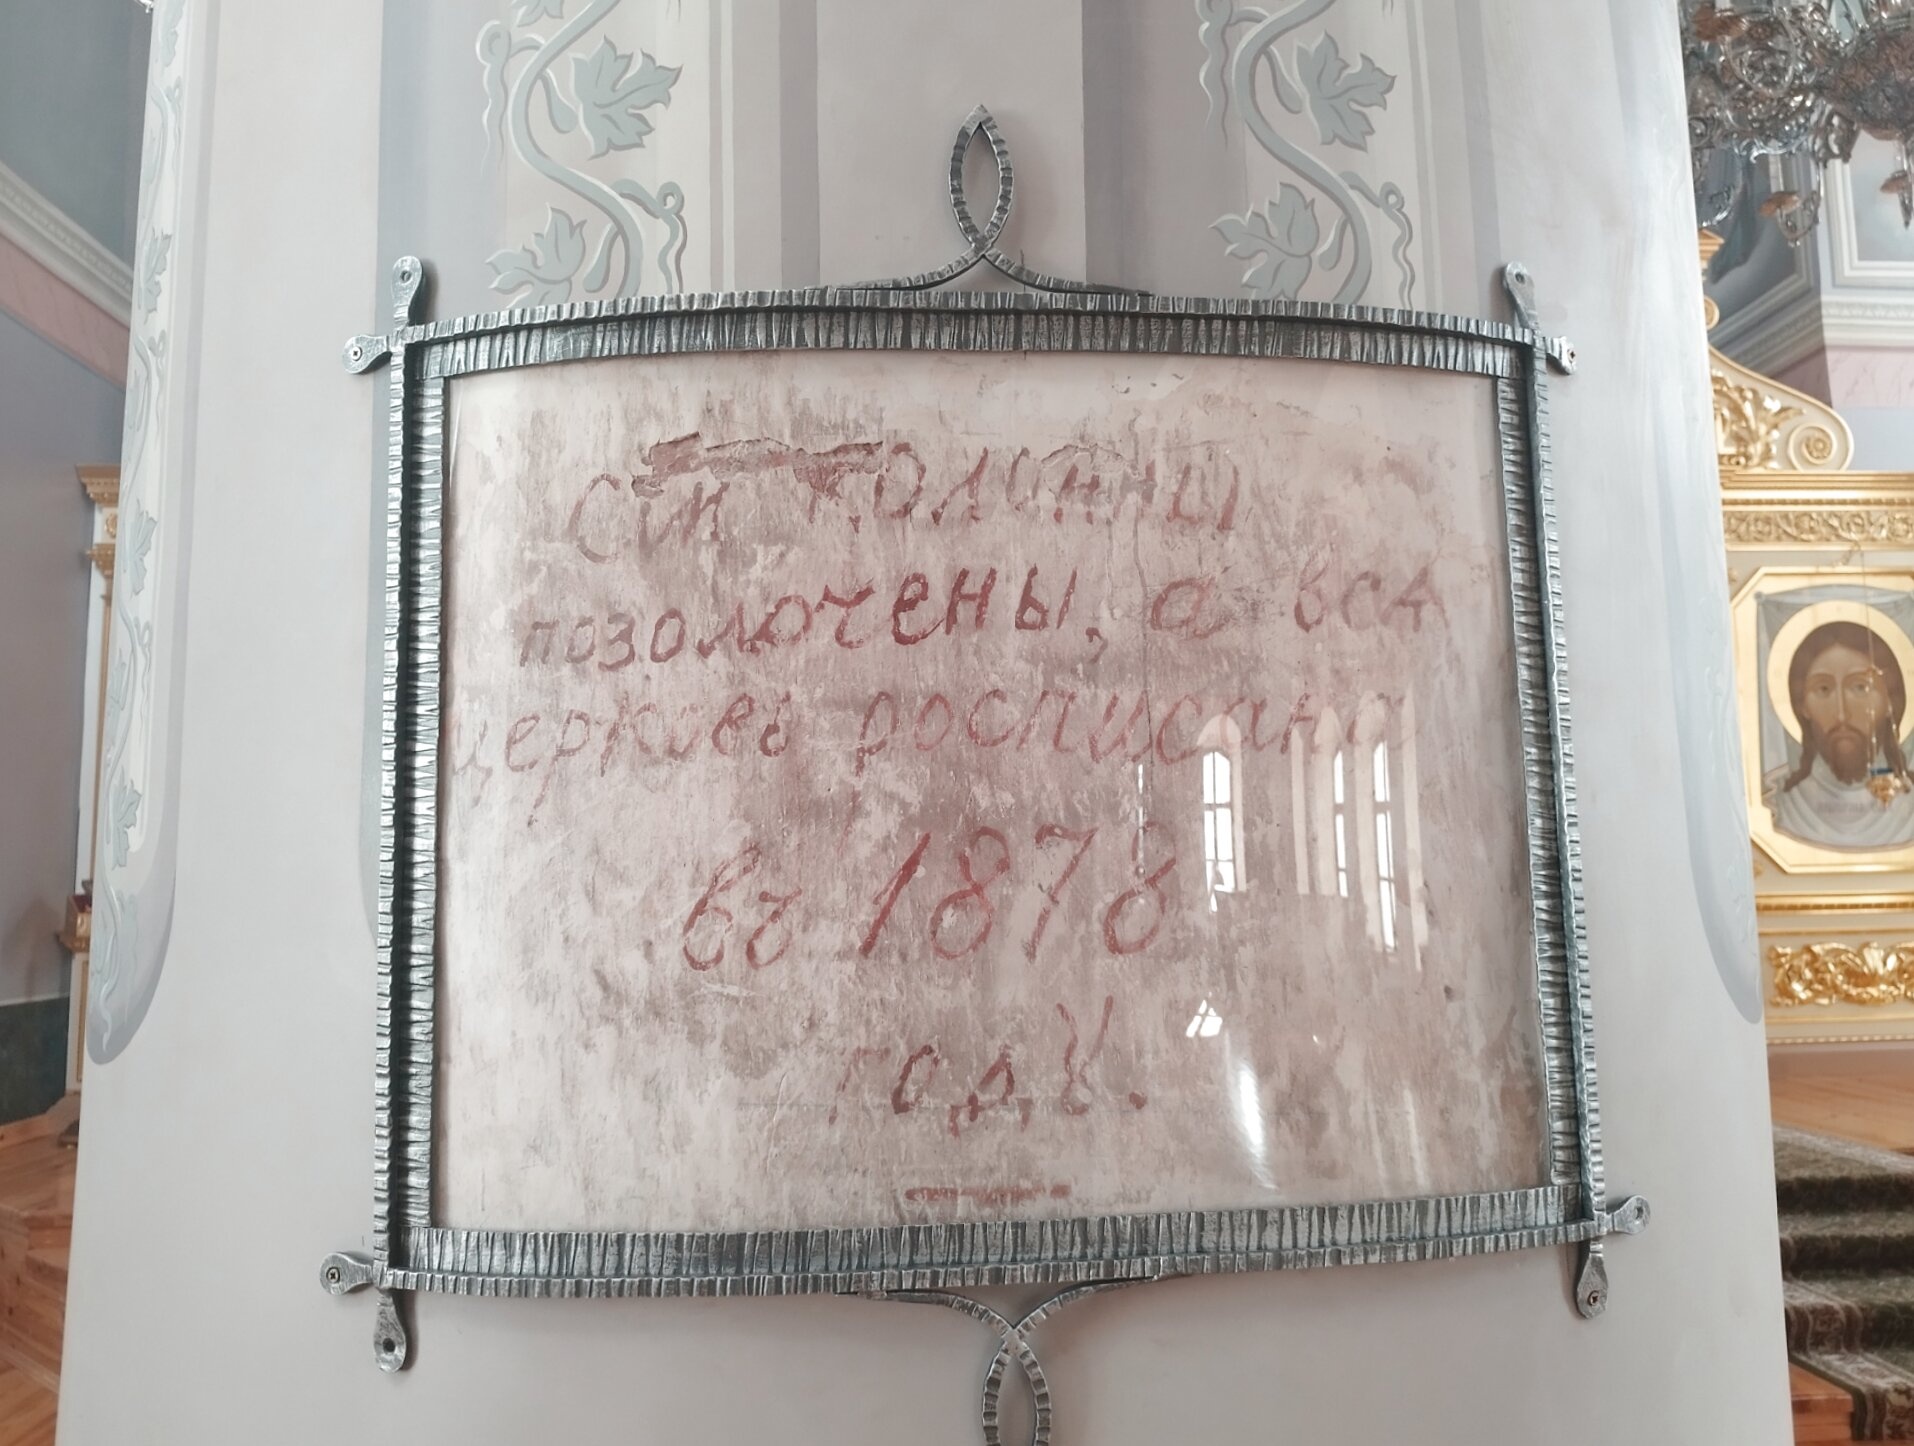 Сіи колонны
позолочены, а вся
церковь росписана
въ 1878
году.